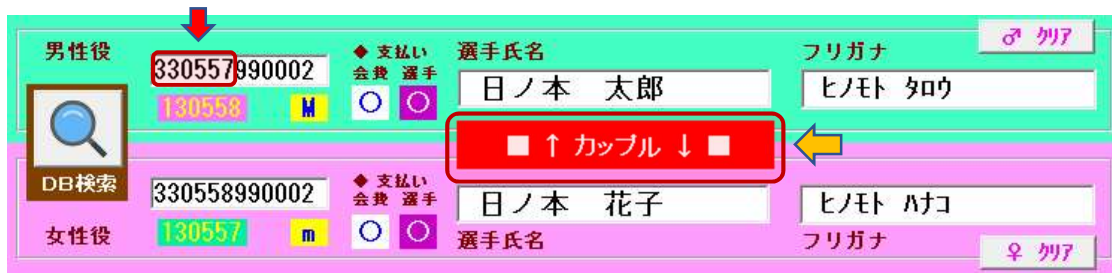 男性役
330557990002
◆ 支払い
会費 選手
選手氏名
フリガナ
♂ クリア
130558
M
○ ○
日ノ本 太郎
ヒノモト タロウ
■ ↑ カップル ↓ ■
DB検索
330558990002
◆ 支払い
会費 選手
日ノ本 花子
ヒノモト ハナコ
女性役
130557
m
○ ○
選手氏名
フリガナ
♀ クリア